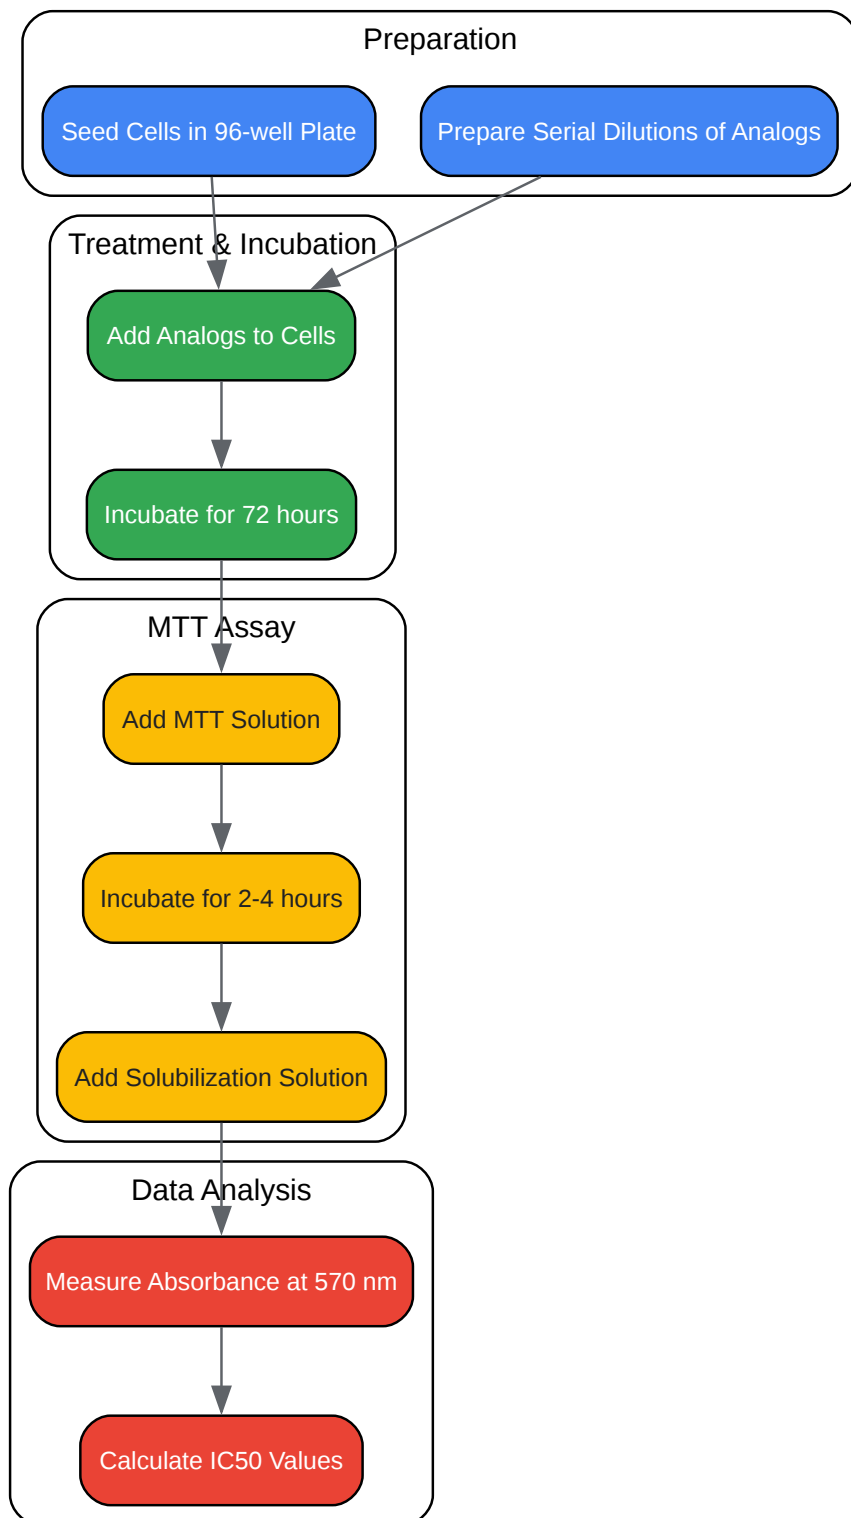 Preparation
Seed Cells in 96-well Plate
Prepare Serial Dilutions of Analogs
Treatment & Incubation
Add Analogs to Cells
Incubate for 72 hours
MTT Assay
Add MTT Solution
Incubate for 2-4 hours
Add Solubilization Solution
Data Analysis
Measure Absorbance at 570 nm
Calculate IC50 Values